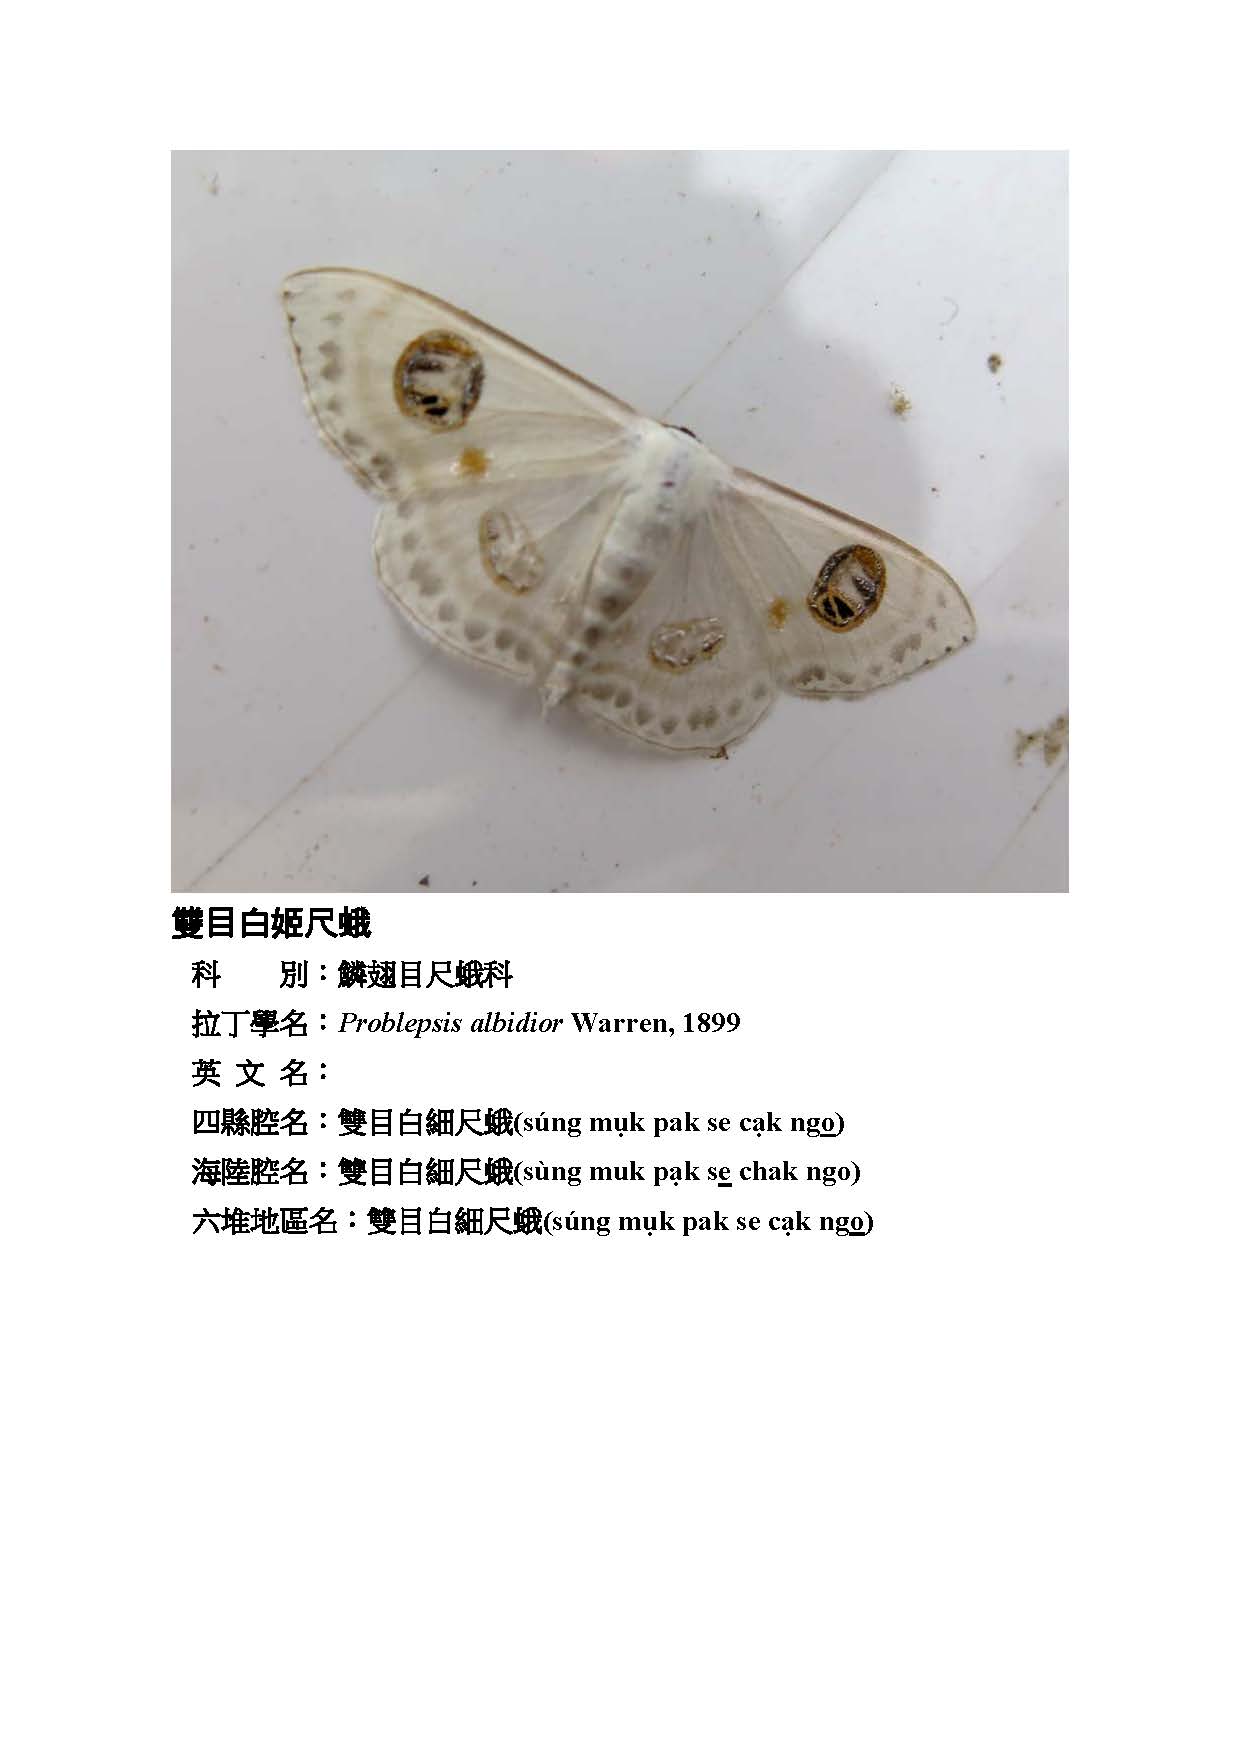 雙目白姬尺蛾
科　　別：鱗翅目尺蛾科
拉丁學名：Problepsis albidior Warren, 1899
英 文 名：
四縣腔名：雙目白細尺蛾(súng mụk pak se cạk ngo̲)
海陸腔名：雙目白細尺蛾(sùng muk pạk se̲ chak ngo)
六堆地區名：雙目白細尺蛾(súng mụk pak se cạk ngo̲)